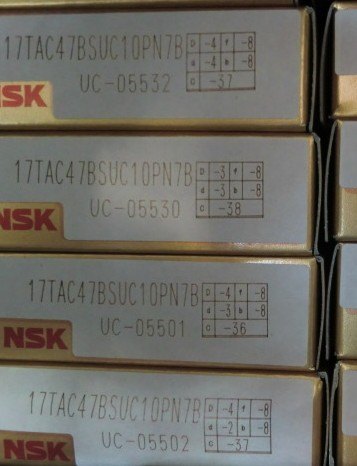 17TAC47BSUC10PN7B D -4 f -8
d -4 b -8
UC-05532 C -37
NSK
17TAC47BSUC10PN7B D -3 f -8
d -3 b -8
UC-05530 C -38
NSK
17TAC47BSUC10PN7B D -4 f -8
d -3 b -8
UC-05501 C -36
NSK
17TAC47BSUC10PN7B D -4 f -8
d -2 b -8
UC-05502 C -37
NSK